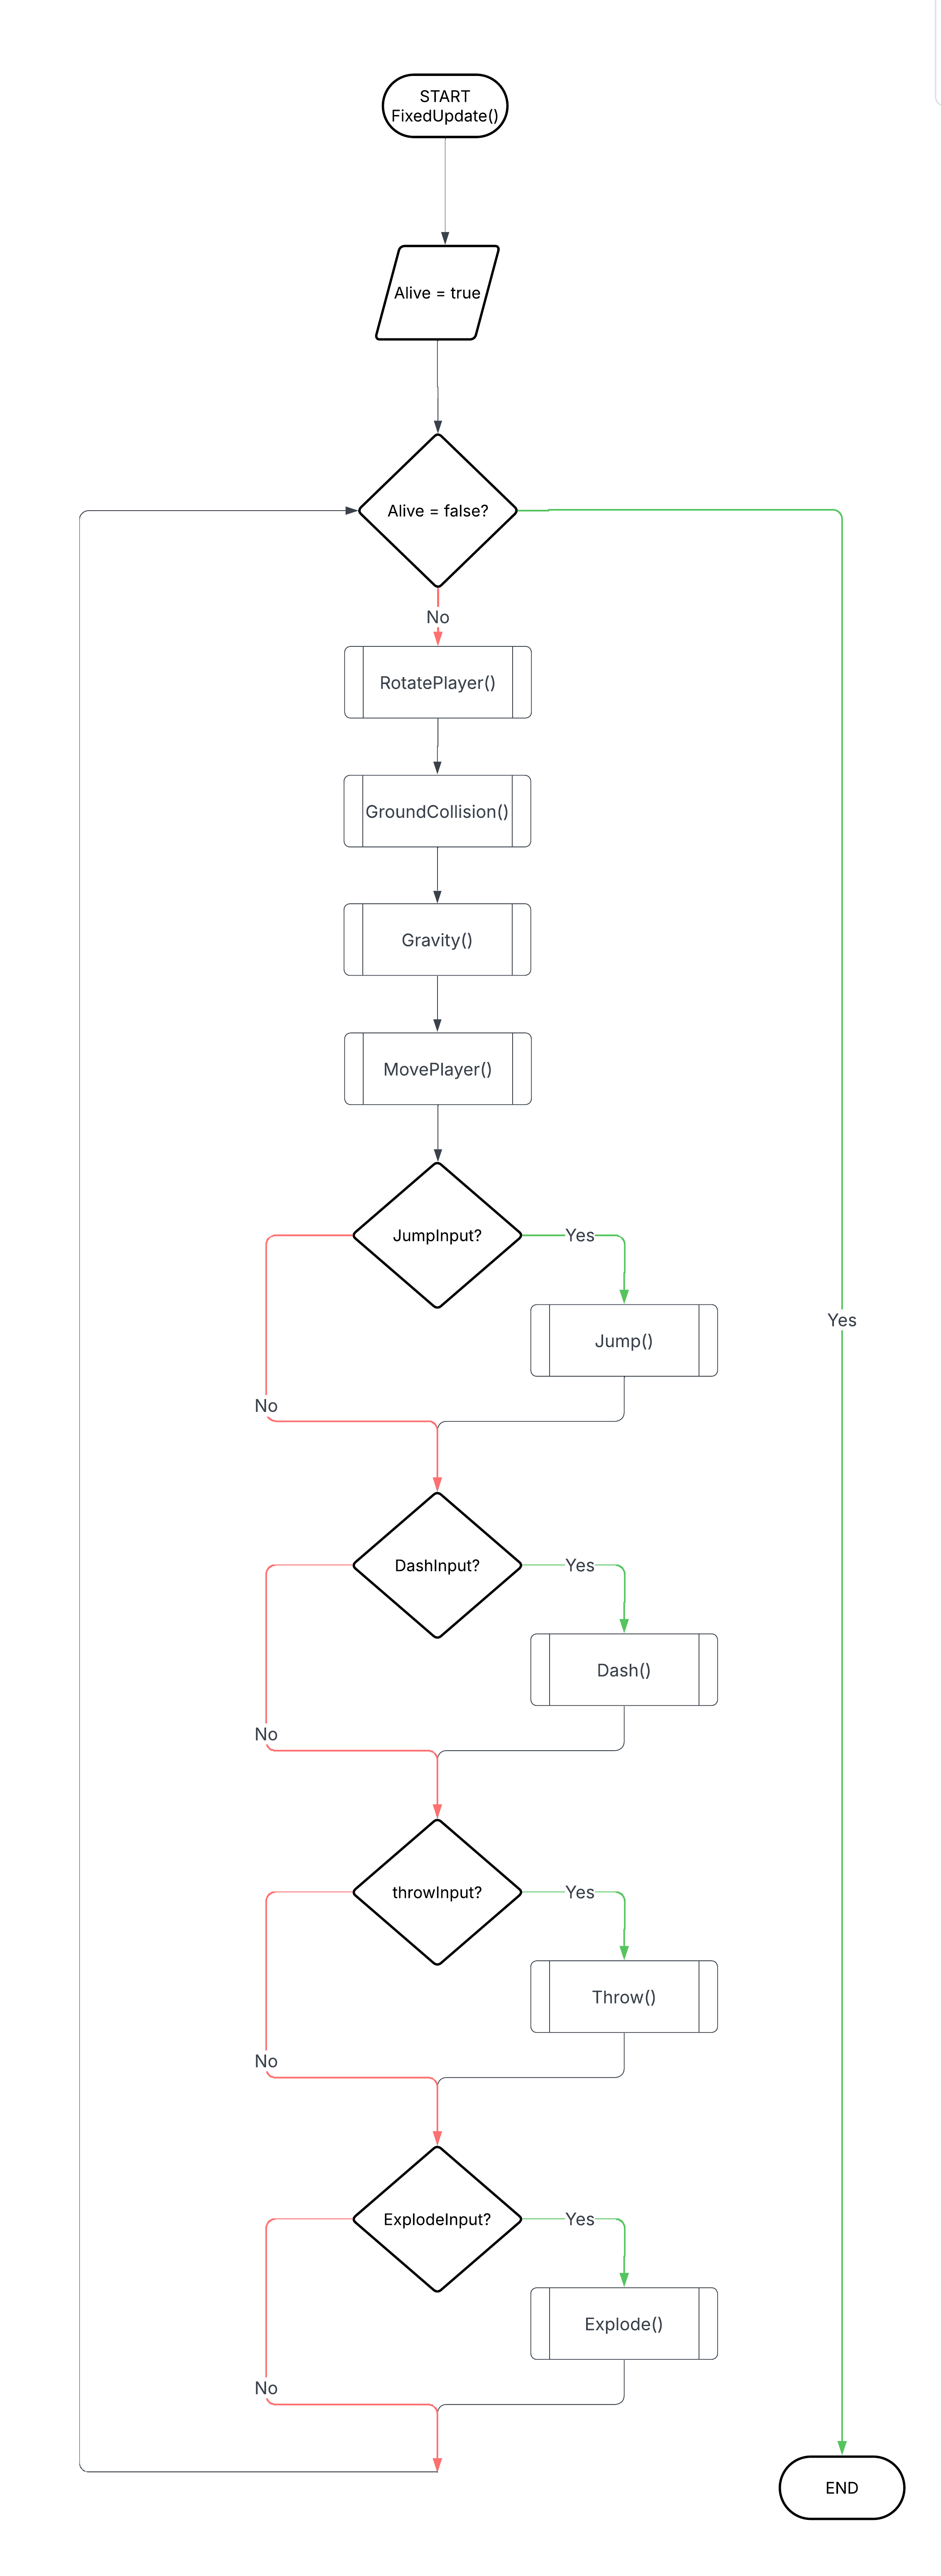 START
FixedUpdate()
Alive = true
Alive = false?
No
RotatePlayer()
GroundCollision()
Gravity()
MovePlayer()
JumpInput?
Yes
Yes
Jump()
No
DashInput?
Yes
Dash()
No
throwInput?
Yes
Throw()
No
ExplodeInput?
Yes
Explode()
No
END